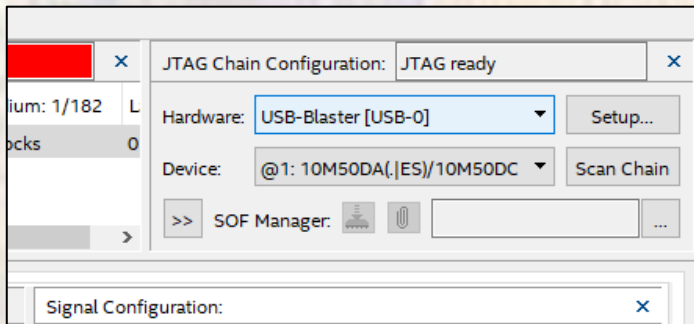 JTAG Chain Configuration: JTAG ready
ium: 1/182
Hardware: USB-Blaster [USB-0] Setup...
ocks 0
Device: @1: 10M50DA(.|ES)/10M50DC Scan Chain
>> SOF Manager: ...
Signal Configuration: